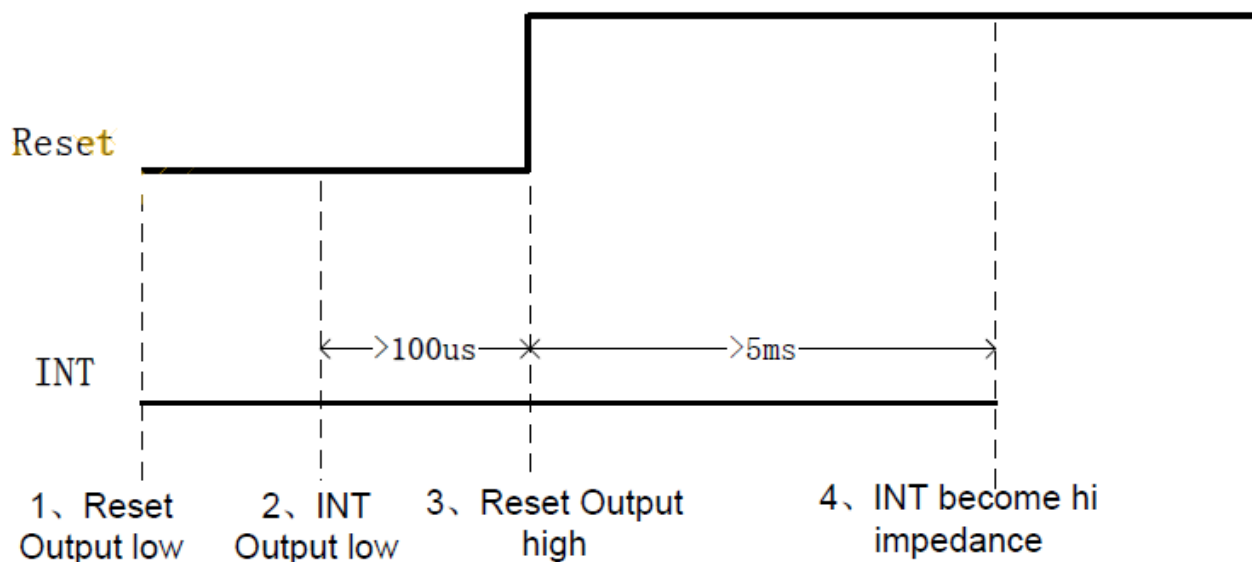 Reset
>100us
>5ms
INT
1、Reset
Output low
2、INT
Output low
3、Reset Output
high
4、INT become hi
impedance